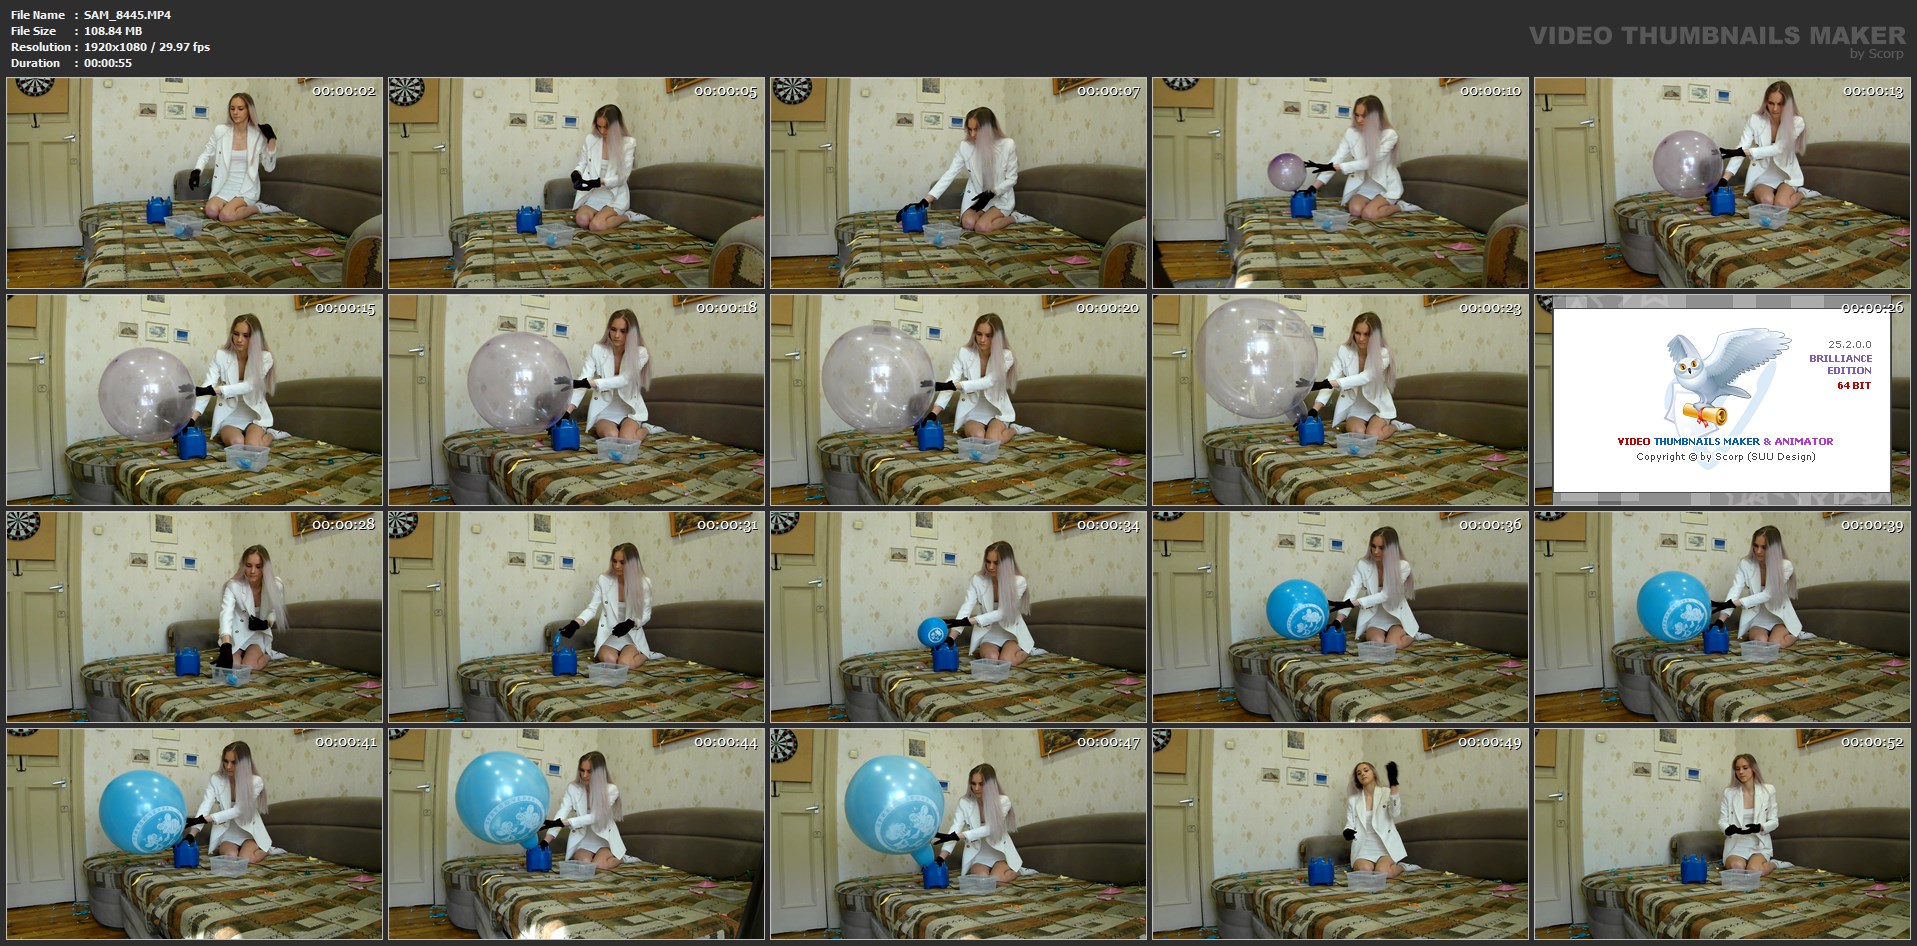 File Name : SAM_8445.MP4
File Size : 108.84 MB
Resolution : 1920x1080 / 29.97 fps
Duration : 00:00:55
VIDEO THUMBNAILS MAKER
by Scorp
00:00:02
00:00:05
00:00:07
00:00:10
00:00:13
00:00:15
00:00:18
00:00:20
00:00:23
00:00:26
25.2.0.0
BRILLIANCE
EDITION
64 BIT
VIDEO THUMBNAILS MAKER & ANIMATOR
Copyright © by Scorp (SUU Design)
00:00:28
00:00:31
00:00:34
00:00:36
00:00:39
00:00:41
00:00:44
00:00:47
00:00:49
00:00:52